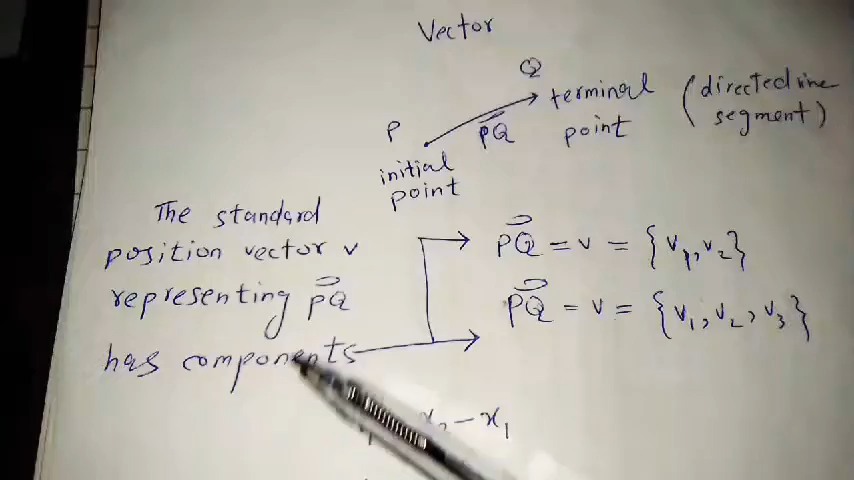 Vector
Q
terminal point
(directed line segment)
P
PQ
initial point
The standard
position vector v
representing PQ
has components
PQ = v = {v₁, v₂}
PQ = v = {v₁, v₂, v₃}
x₂ - x₁